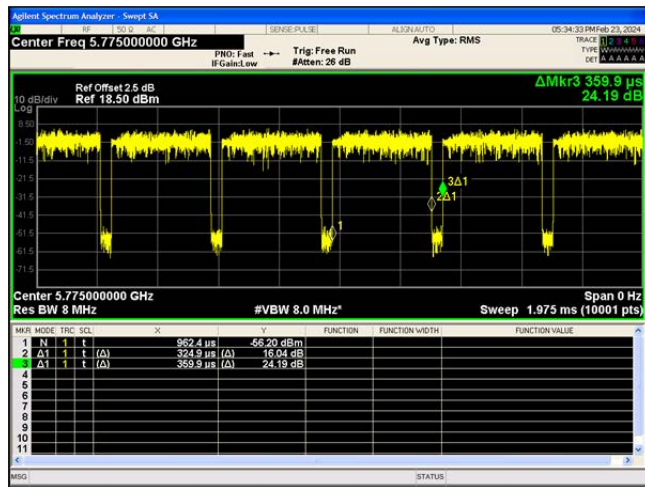 Agilent Spectrum Analyzer - Swept SA
RF 50 Ω AC SENSE:PULSE ALIGN AUTO 05:34:33 PM Feb 23, 2024
Center Freq 5.775000000 GHz
PNO: Fast
IFGain:Low
Trig: Free Run
#Atten: 26 dB
Avg Type: RMS
TRACE 1 2 3 4 5 6
TYPE
DET A A A A A A
ΔMkr3 359.9 µs
24.19 dB
Ref Offset 2.5 dB
10 dB/div Ref 18.50 dBm
Log
8.50
-1.50
-11.5
-21.5
-31.5
-41.5
-51.5
-61.5
-71.5
1
2Δ1
3Δ1
Center 5.775000000 GHz Span 0 Hz
Res BW 8 MHz #VBW 8.0 MHz* Sweep 1.975 ms (10001 pts)
MKR MODE TRC SCL X Y FUNCTION FUNCTION WIDTH FUNCTION VALUE
1 N 1 t 962.4 µs -56.20 dBm
2 Δ1 1 t (Δ) 324.9 µs (Δ) 16.04 dB
3 Δ1 1 t (Δ) 359.9 µs (Δ) 24.19 dB
4
5
6
7
8
9
10
11
MSG STATUS